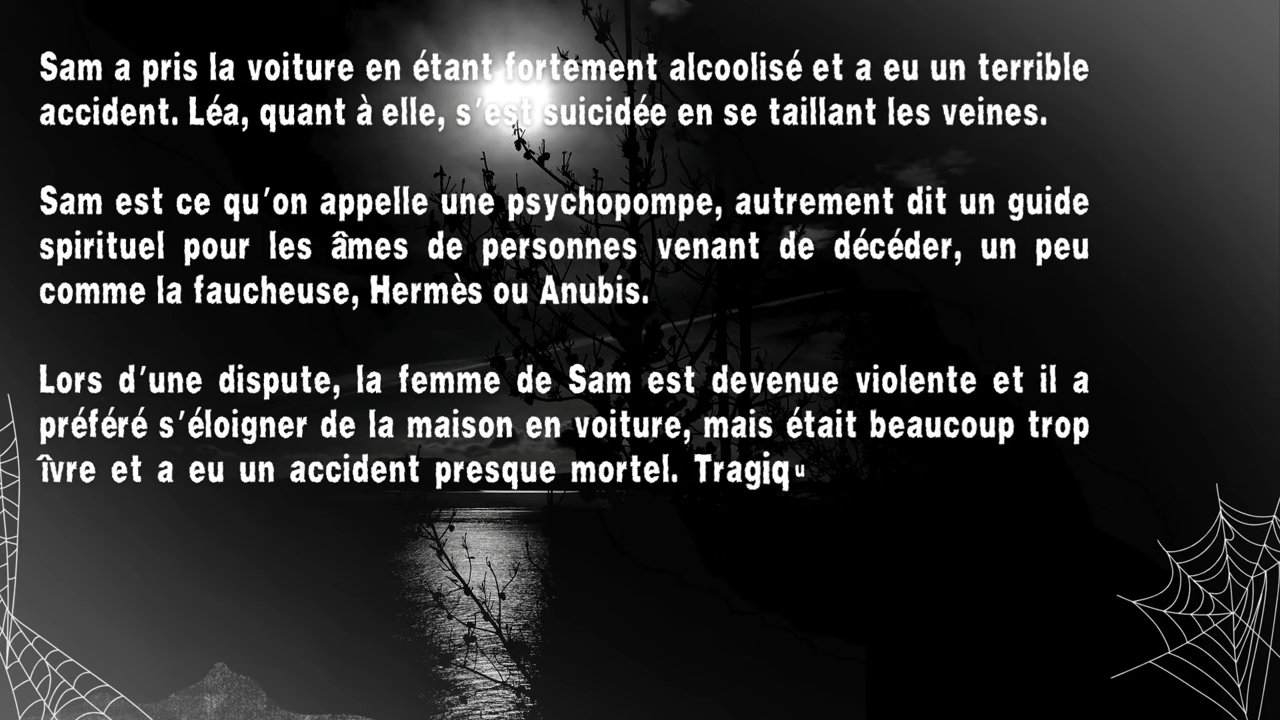 Sam a pris la voiture en étant fortement alcoolisé et a eu un terrible
accident. Léa, quant à elle, s'est suicidée en se taillant les veines.
Sam est ce qu'on appelle une psychopompe, autrement dit un guide
spirituel pour les âmes de personnes venant de décéder, un peu
comme la faucheuse, Hermès ou Anubis.
Lors d'une dispute, la femme de Sam est devenue violente et il a
préféré s'éloigner de la maison en voiture, mais était beaucoup trop
îvre et a eu un accident presque mortel. Tragiqu